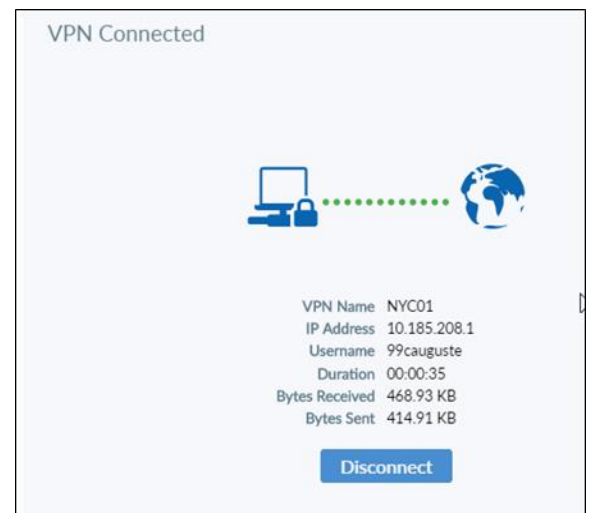 VPN Connected
VPN Name NYC01
IP Address 10.185.208.1
Username 99cauguste
Duration 00:00:35
Bytes Received 468.93 KB
Bytes Sent 414.91 KB
Disconnect